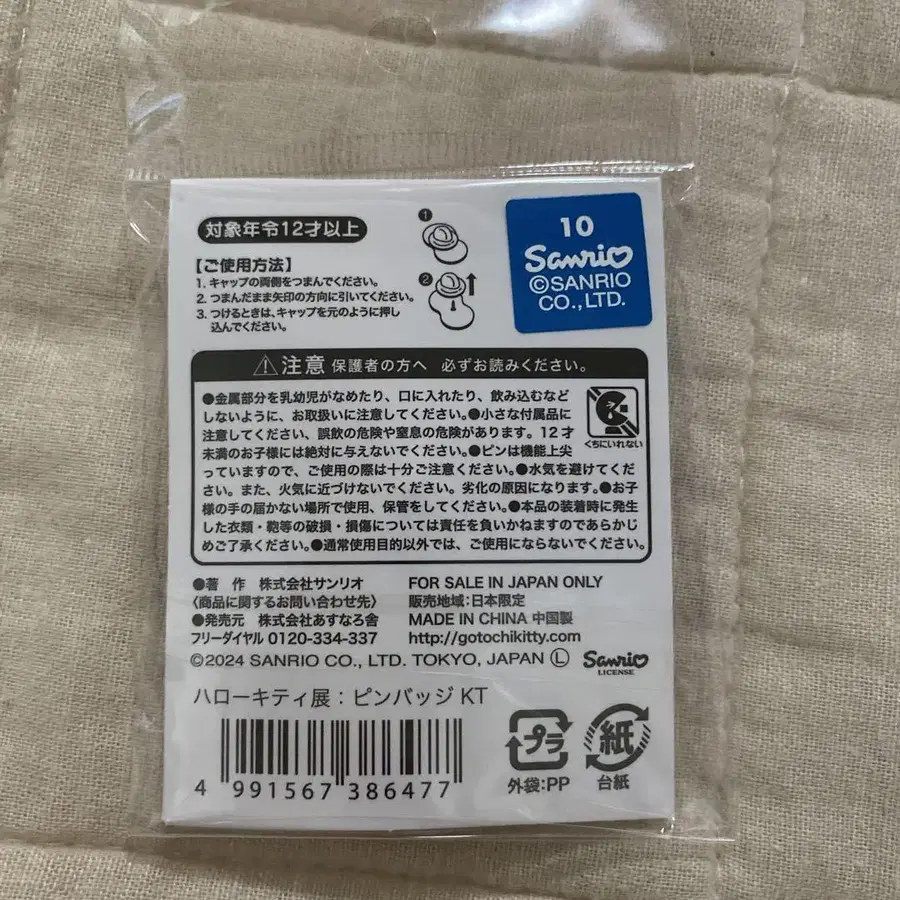 対象年令12才以上
【ご使用方法】
1. キャップの両側をつまんでください。
2. つまんだまま矢印の方向に引いてください。
3. つけるときは、キャップを元のように押し
込んでください。
1
2
10
Sanrio
©SANRIO
CO.,LTD.
注意 保護者の方へ 必ずお読みください。
●金属部分を乳幼児がなめたり、口に入れたり、飲み込むなど
しないように、お取扱いに注意してください。●小さな付属品に
注意してください、誤飲の危険や窒息の危険があります。12才
未満のお子様には絶対に与えないでください。●ピンは機能上尖
っていますので、ご使用の際は十分ご注意ください。●水気を避けてくだ
さい。また、火気に近づけないでください。劣化の原因になります。●お子
様の手の届かない場所で使用、保管をしてください。●本品の装着時に発生
した衣類・鞄等の破損・損傷については責任を負いかねますのであらかじ
めご了承ください。●通常使用目的以外では、ご使用にならないでください。
くちにいれない
●著 作 株式会社サンリオ
〈商品に関するお問い合わせ先〉
●発売元 株式会社あすなろ舎
フリーダイヤル 0120-334-337
FOR SALE IN JAPAN ONLY
販売地域:日本限定
MADE IN CHINA 中国製
http://gotochikitty.com
©2024 SANRIO CO., LTD. TOKYO, JAPAN Ⓛ
Sanrio
LICENSE
ハローキティ展：ピンバッジ KT
4 991567 386477
プラ
外袋:PP
紙
台紙